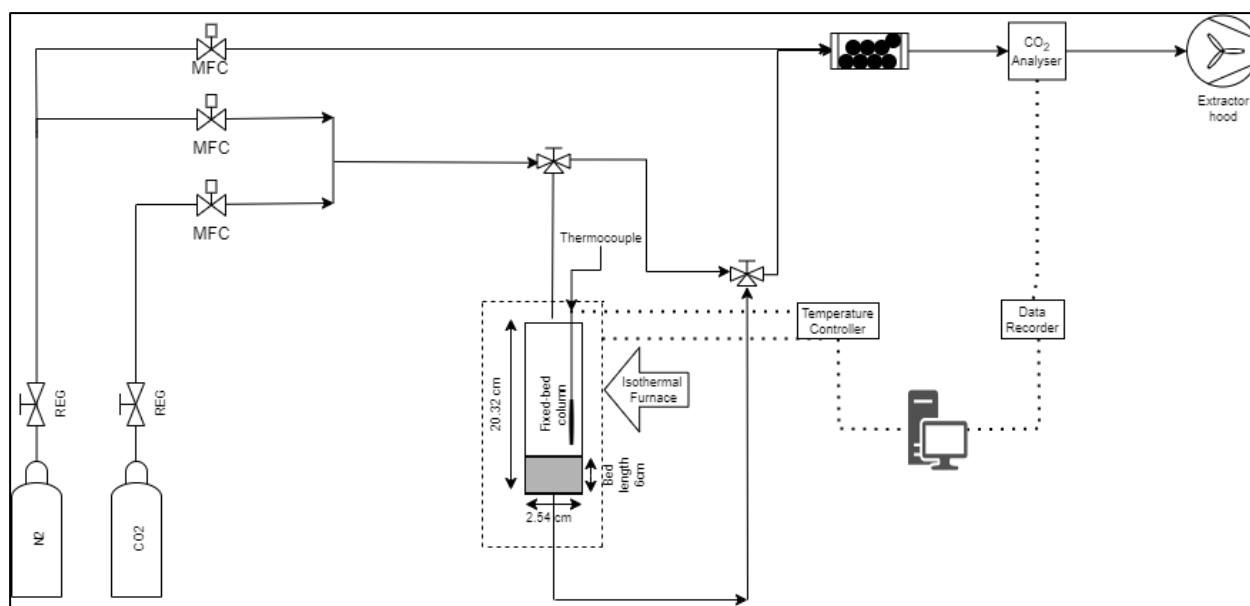 MFC
MFC
MFC
CO2
Analyser
Extractor
hood
Thermocouple
Temperature
Controller
Data
Recorder
Isothermal
Furnace
20.32 cm
Fixed-bed
column
Bed
length
6cm
2.54 cm
REG
REG
N2
CO2